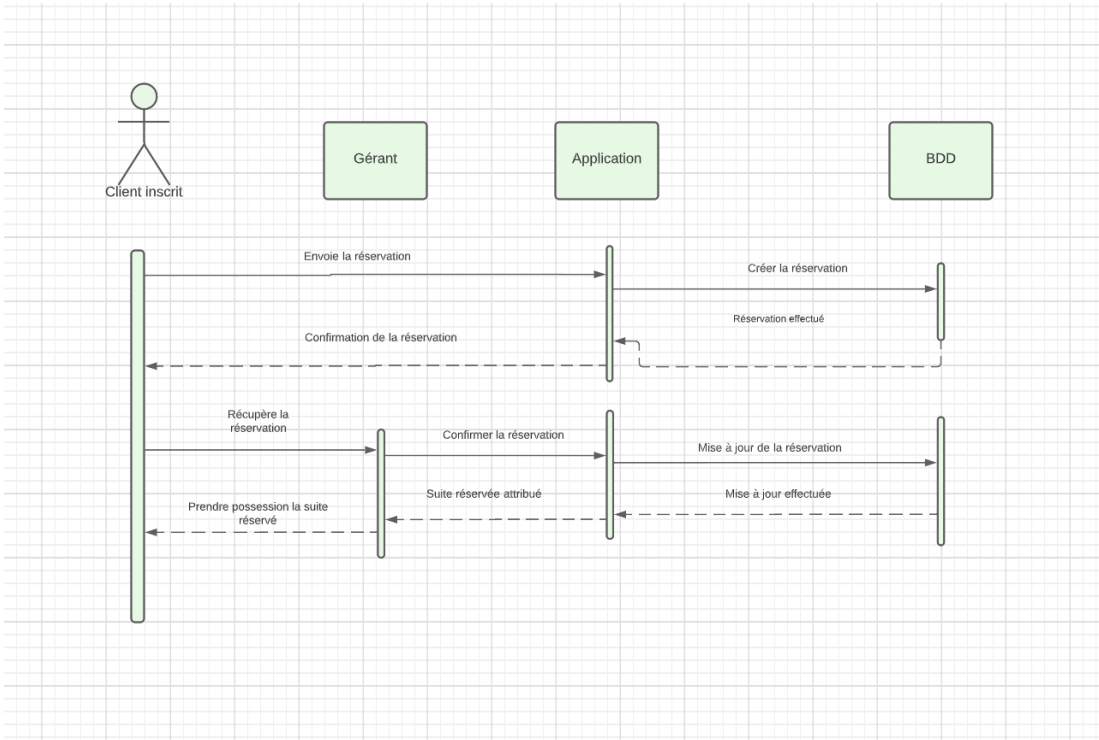 Client inscrit
Gérant
Application
BDD
Envoie la réservation
Créer la réservation
Réservation effectué
Confirmation de la réservation
Récupère la
réservation
Confirmer la réservation
Mise à jour de la réservation
Suite réservée attribué
Mise à jour effectuée
Prendre possession la suite
réservé